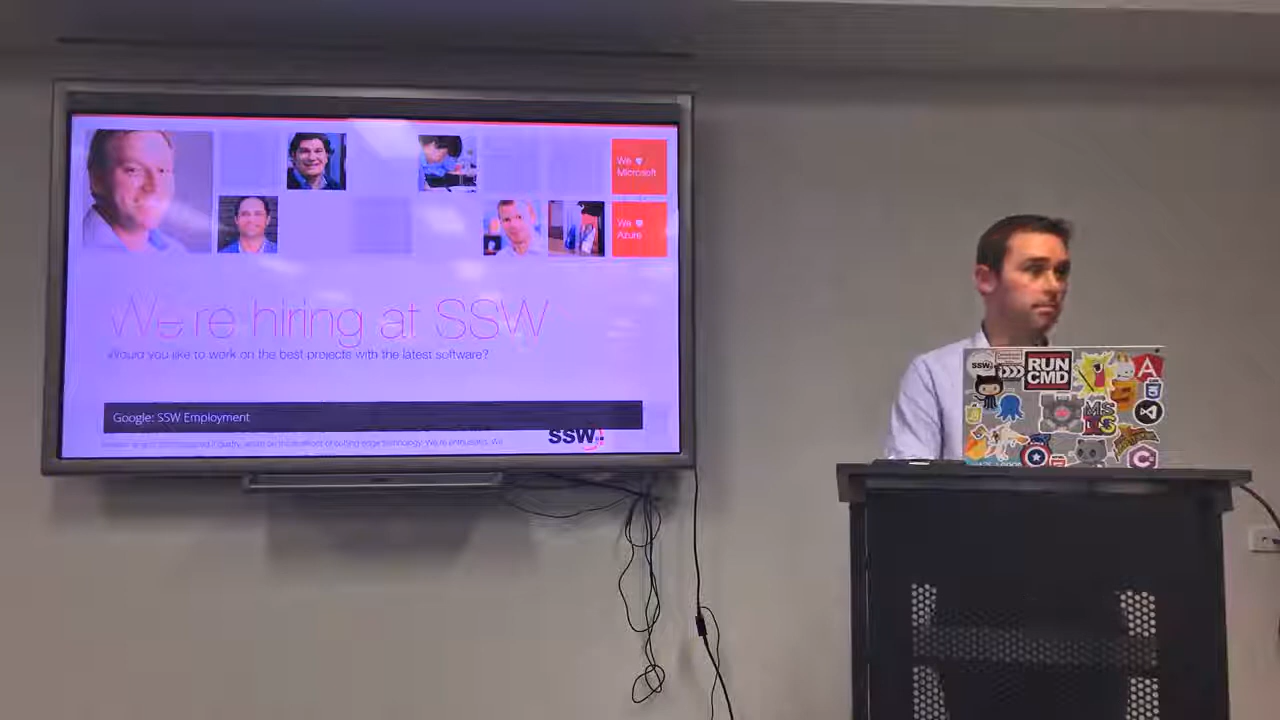 We ♥
Microsoft
We ♥
Azure
We're hiring at SSW
Would you like to work on the best projects with the latest software?
Google: SSW Employment
SSW
SSW
RUN
CMD
A
MS